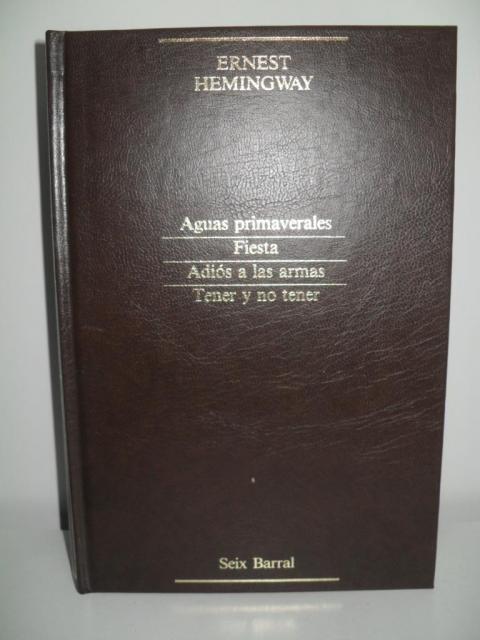 ERNEST
HEMINGWAY
Aguas primaverales
Fiesta
Adiós a las armas
Tener y no tener
Seix Barral